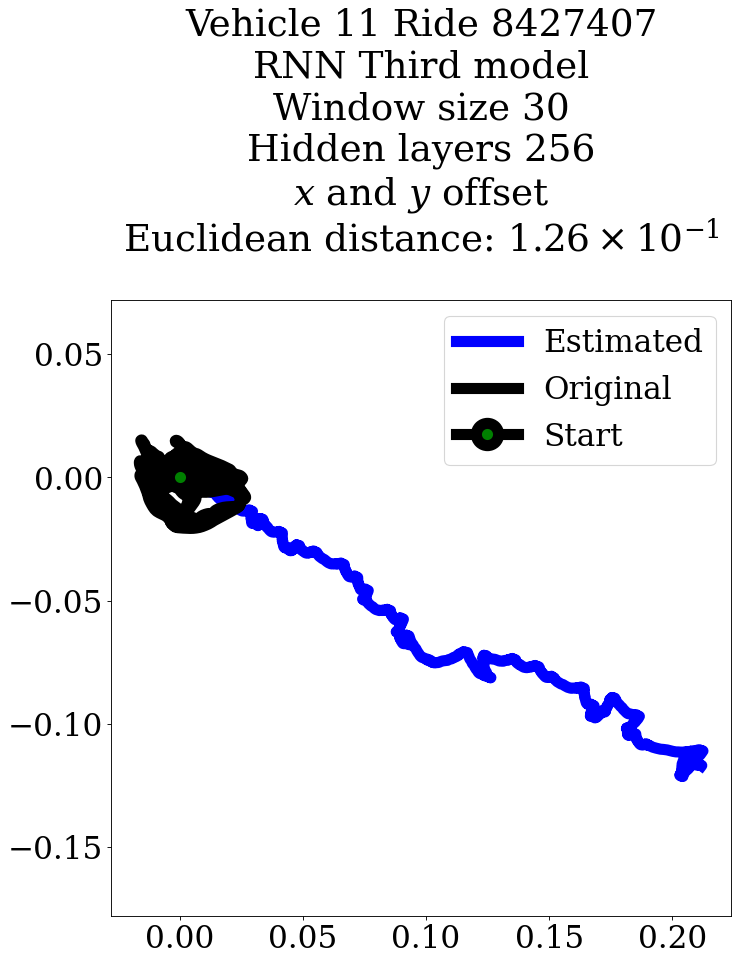 Vehicle 11 Ride 8427407
RNN Third model
Window size 30
Hidden layers 256
x and y offset
Euclidean distance: 1.26 × 10⁻¹
Estimated
Original
Start
0.05
0.00
−0.05
−0.10
−0.15
0.00 0.05 0.10 0.15 0.20